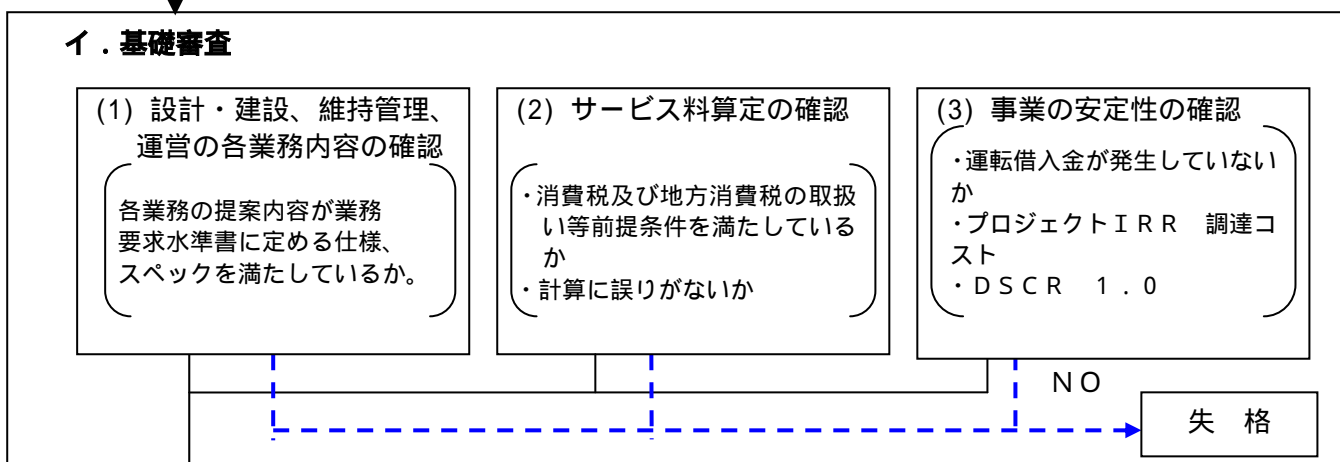 イ．基礎審査
(1) 設計・建設、維持管理、
運営の各業務内容の確認
各業務の提案内容が業務
要求水準書に定める仕様、
スペックを満たしているか。
(2) サービス料算定の確認
・消費税及び地方消費税の取扱
い等前提条件を満たしている
か
・計算に誤りがないか
(3) 事業の安定性の確認
・運転借入金が発生していない
か
・プロジェクトＩＲＲ　調達コ
スト
・ＤＳＣＲ　１．０
ＮＯ
失　格